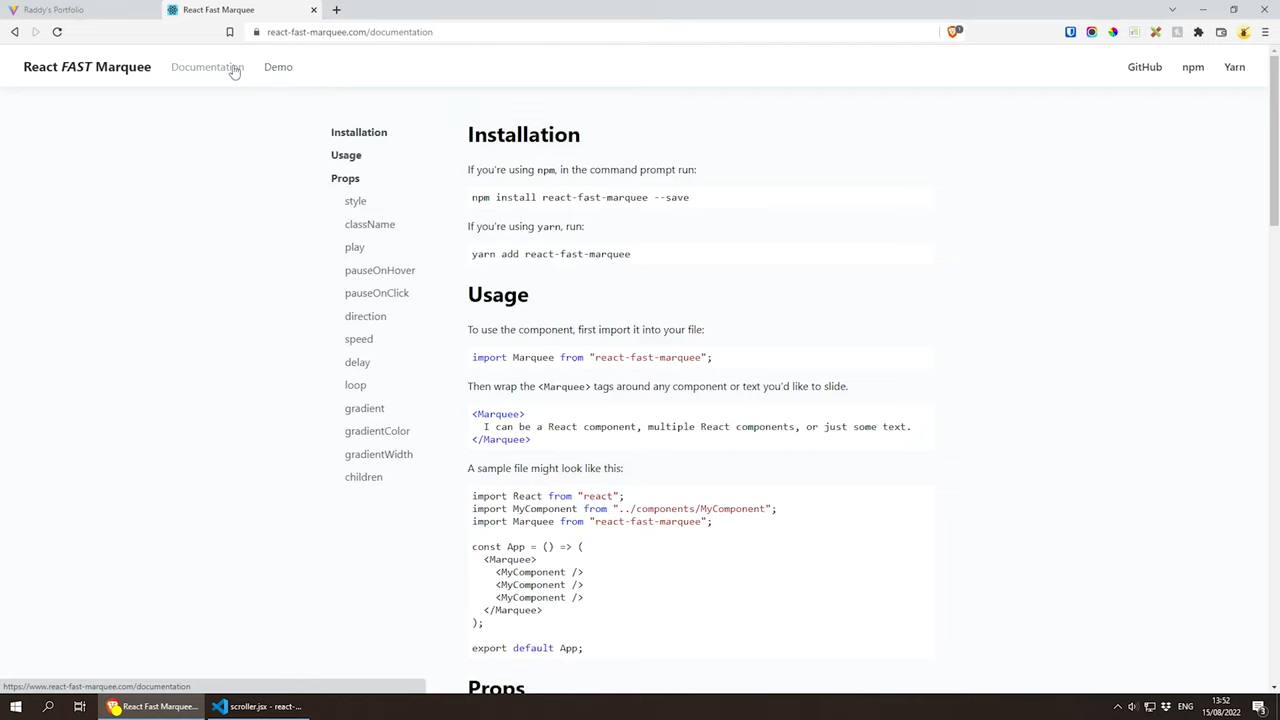 Raddy's Portfolio
React Fast Marquee
react-fast-marquee.com/documentation
1
React FAST Marquee
Documentation
Demo
GitHub
npm
Yarn
Installation
Usage
Props
style
className
play
pauseOnHover
pauseOnClick
direction
speed
delay
loop
gradient
gradientColor
gradientWidth
children
Installation
If you're using npm, in the command prompt run:
npm install react-fast-marquee --save
If you're using yarn, run:
yarn add react-fast-marquee
Usage
To use the component, first import it into your file:
import Marquee from "react-fast-marquee";
Then wrap the <Marquee> tags around any component or text you'd like to slide.
<Marquee>
I can be a React component, multiple React components, or just some text.
</Marquee>
A sample file might look like this:
import React from "react";
import MyComponent from "../components/MyComponent";
import Marquee from "react-fast-marquee";
const App = () => (
<Marquee>
<MyComponent />
<MyComponent />
<MyComponent />
</Marquee>
);
export default App;
Props
https://www.react-fast-marquee.com/documentation
React Fast Marquee...
scroller.jsx - react-...
ENG
13:52
15/08/2022
3